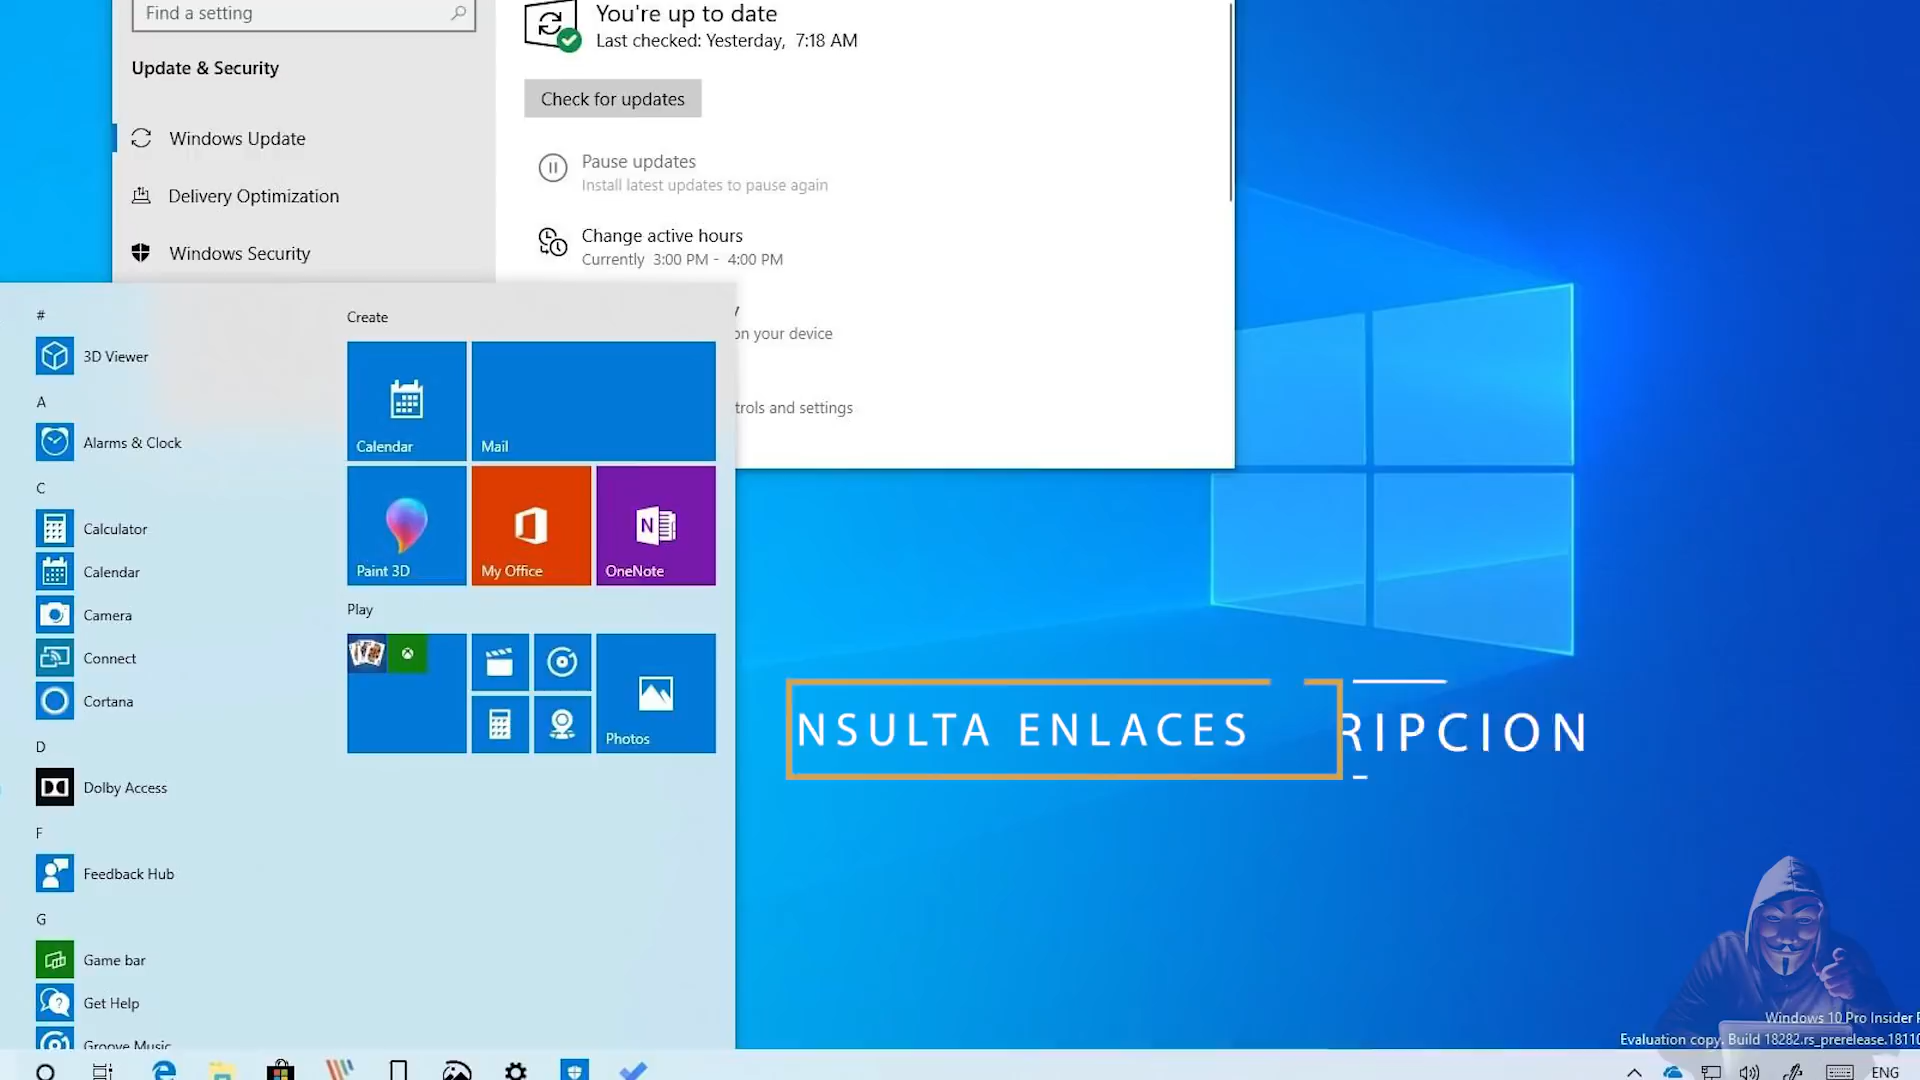 Find a setting
Update & Security
Windows Update
Delivery Optimization
Windows Security
You're up to date
Last checked: Yesterday, 7:18 AM
Check for updates
Pause updates
Install latest updates to pause again
Change active hours
Currently 3:00 PM - 4:00 PM
on your device
trols and settings
#
3D Viewer
A
Alarms & Clock
C
Calculator
Calendar
Camera
Connect
Cortana
D
Dolby Access
F
Feedback Hub
G
Game bar
Get Help
Groove Music
Create
Calendar
Mail
Paint 3D
My Office
OneNote
Play
Photos
NSULTA ENLACES
RIPCION
Windows 10 Pro Insider P
Evaluation copy. Build 18282.rs_prerelease.18110
ENG